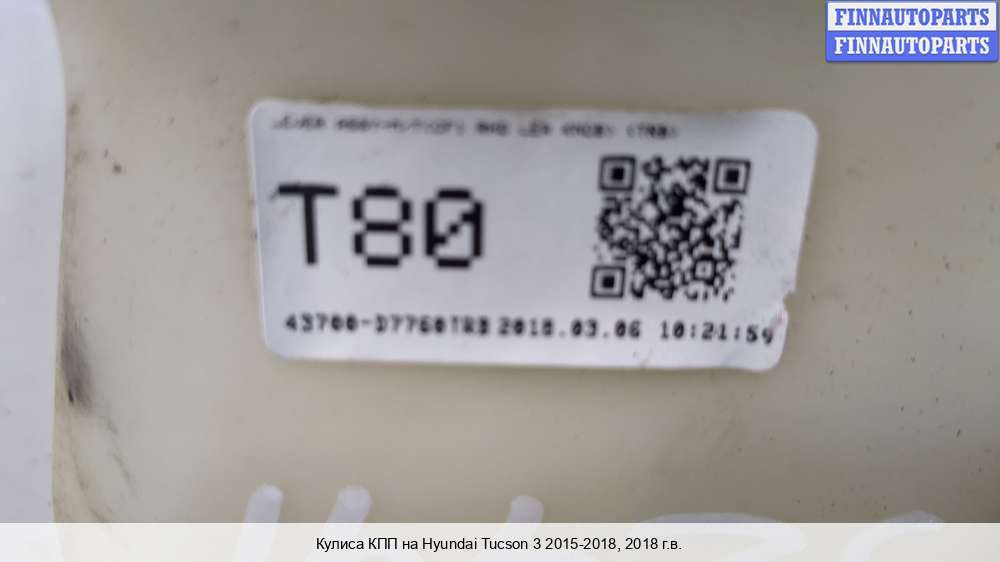 FINNAUTOPARTS
FINNAUTOPARTS
T80
43700-D7760TRB 2018.03.06 10:21:59
Кулиса КПП на Hyundai Tucson 3 2015-2018, 2018 г.в.